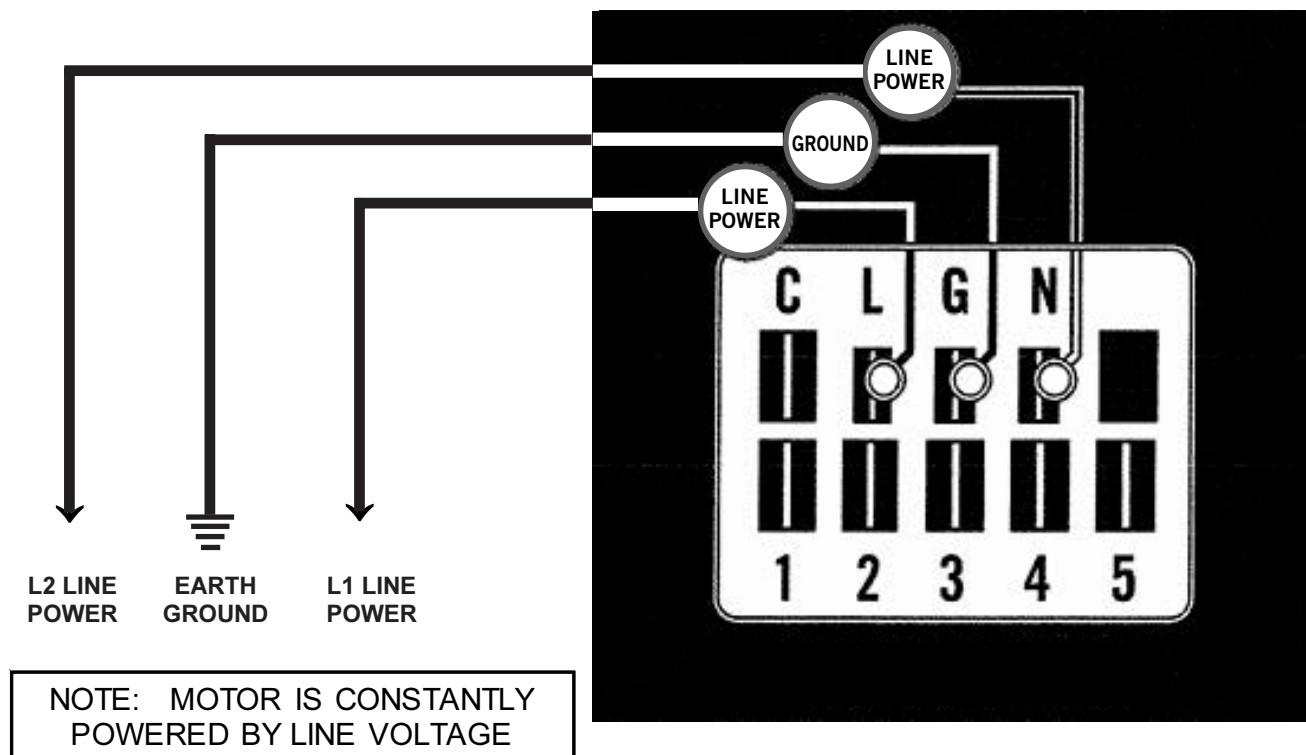 LINE
POWER
GROUND
LINE
POWER
C L G N
1 2 3 4 5
L2 LINE
POWER
EARTH
GROUND
L1 LINE
POWER
NOTE: MOTOR IS CONSTANTLY
POWERED BY LINE VOLTAGE